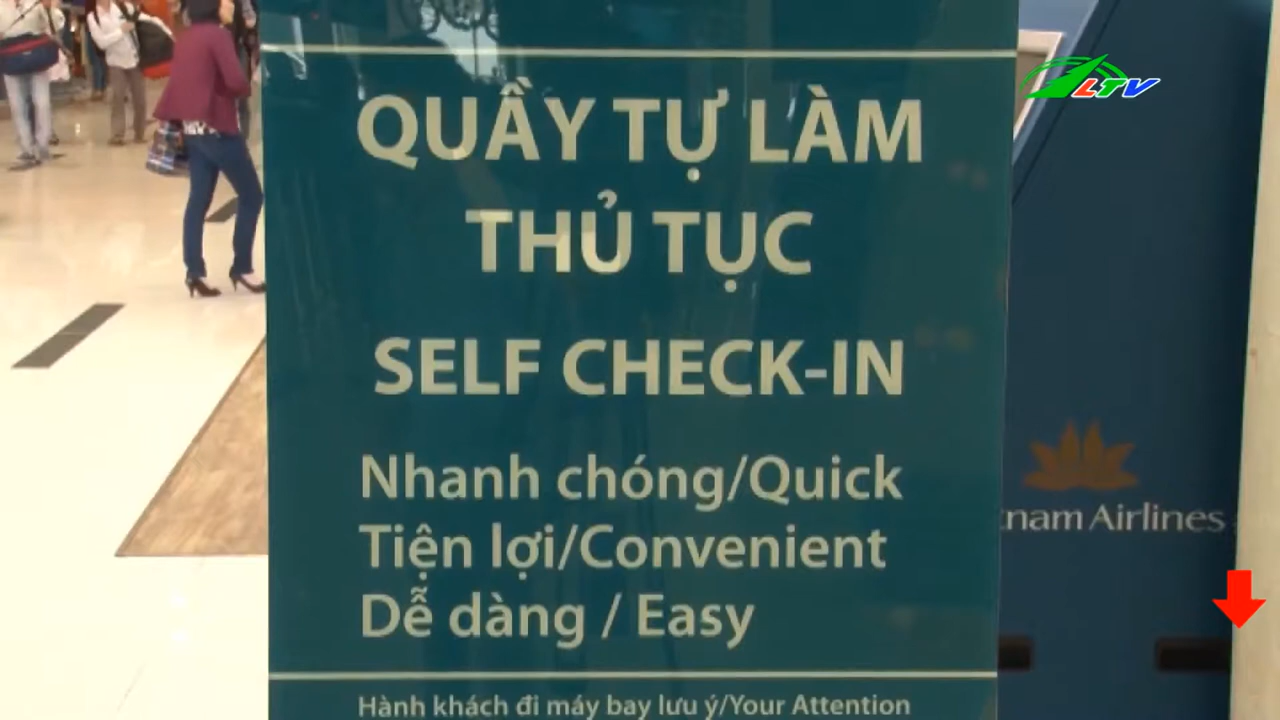 LTV
QUẦY TỰ LÀM
THỦ TỤC
SELF CHECK-IN
Nhanh chóng/Quick
Tiện lợi/Convenient
Dễ dàng / Easy
Hành khách đi máy bay lưu ý/Your Attention
nam Airlines